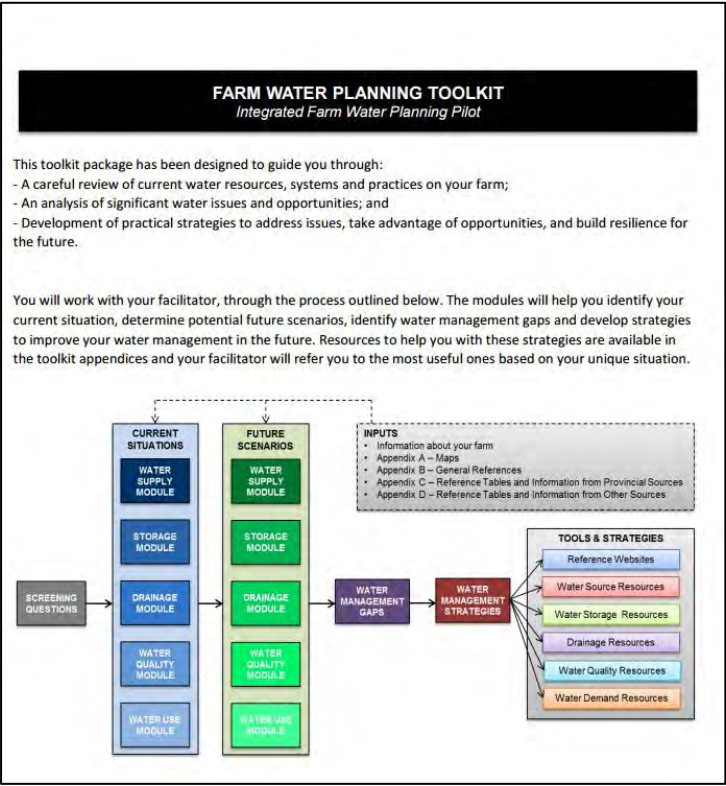 FARM WATER PLANNING TOOLKIT
Integrated Farm Water Planning Pilot
This toolkit package has been designed to guide you through:
- A careful review of current water resources, systems and practices on your farm;
- An analysis of significant water issues and opportunities; and
- Development of practical strategies to address issues, take advantage of opportunities, and build resilience for
the future.
You will work with your facilitator, through the process outlined below. The modules will help you identify your
current situation, determine potential future scenarios, identify water management gaps and develop strategies
to improve your water management in the future. Resources to help you with these strategies are available in
the toolkit appendices and your facilitator will refer you to the most useful ones based on your unique situation.
SCREENING
QUESTIONS
CURRENT
SITUATIONS
WATER
SUPPLY
MODULE
STORAGE
MODULE
DRAINAGE
MODULE
WATER
QUALITY
MODULE
WATER USE
MODULE
FUTURE
SCENARIOS
WATER
SUPPLY
MODULE
STORAGE
MODULE
DRAINAGE
MODULE
WATER
QUALITY
MODULE
WATER USE
MODULE
INPUTS
• Information about your farm
• Appendix A – Maps
• Appendix B – General References
• Appendix C – Reference Tables and Information from Provincial Sources
• Appendix D – Reference Tables and Information from Other Sources
WATER
MANAGEMENT
GAPS
WATER
MANAGEMENT
STRATEGIES
TOOLS & STRATEGIES
Reference Websites
Water Source Resources
Water Storage Resources
Drainage Resources
Water Quality Resources
Water Demand Resources